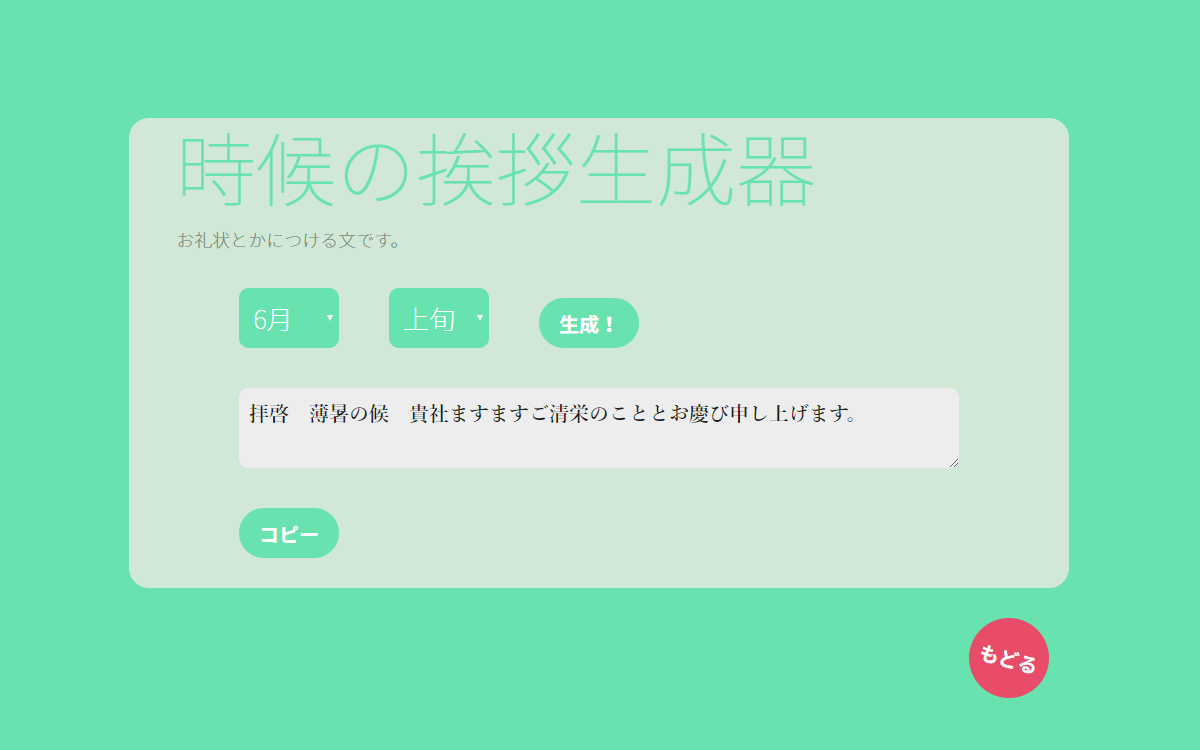 時候の挨拶生成器
お礼状とかにつける文です。
6月 上旬 生成！
拝啓　薄暑の候　貴社ますますご清栄のこととお慶び申し上げます。
コピー
もどる